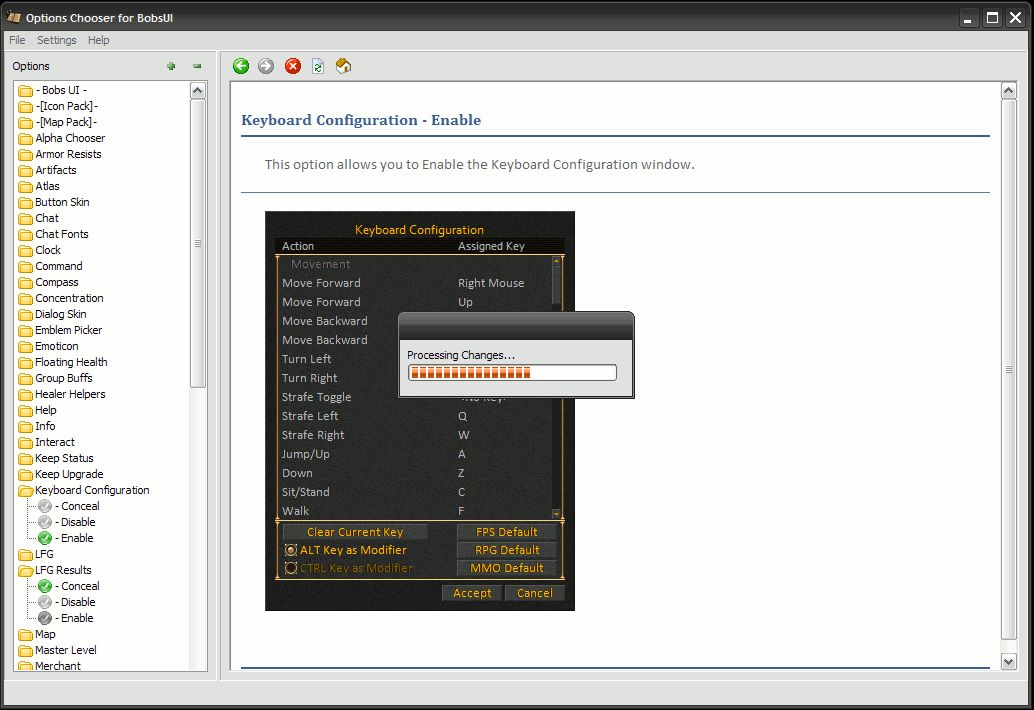 Options Chooser for BobsUI
File Settings Help
Options
- Bobs UI -
-[Icon Pack]-
-[Map Pack]-
Alpha Chooser
Armor Resists
Artifacts
Atlas
Button Skin
Chat
Chat Fonts
Clock
Command
Compass
Concentration
Dialog Skin
Emblem Picker
Emoticon
Floating Health
Group Buffs
Healer Helpers
Help
Info
Interact
Keep Status
Keep Upgrade
Keyboard Configuration
- Conceal
- Disable
- Enable
LFG
LFG Results
- Conceal
- Disable
- Enable
Map
Master Level
Merchant
Keyboard Configuration - Enable
This option allows you to Enable the Keyboard Configuration window.
Keyboard Configuration
Action Assigned Key
Movement
Move Forward Right Mouse
Move Forward Up
Move Backward
Move Backward
Turn Left
Turn Right
Strafe Toggle <No Key>
Strafe Left Q
Strafe Right W
Jump/Up A
Down Z
Sit/Stand C
Walk F
Clear Current Key FPS Default
ALT Key as Modifier RPG Default
CTRL Key as Modifier MMO Default
Accept Cancel
Processing Changes...